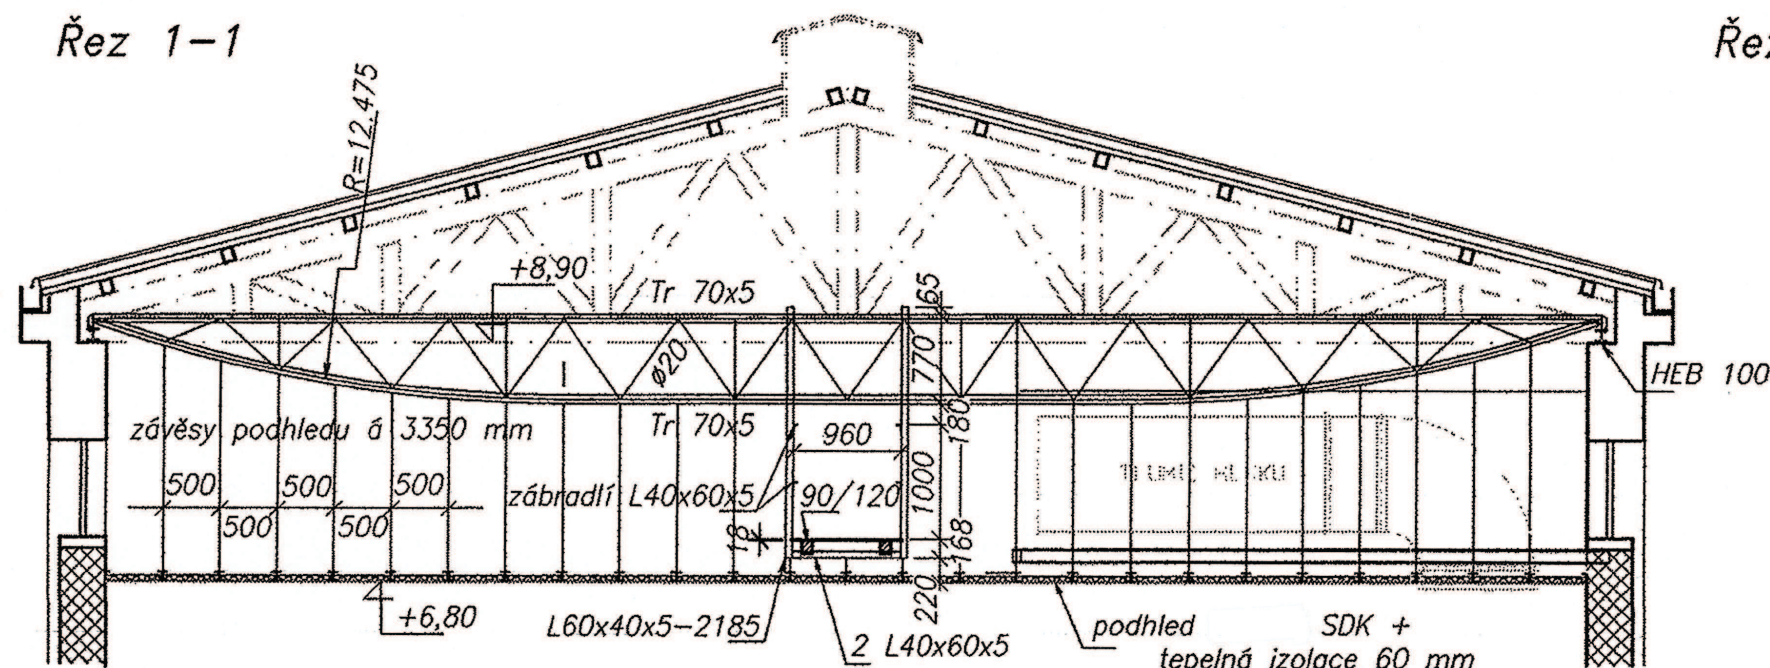 Řez 1-1
Řez
R=12.475
+8,90
Tr 70x5
65
ø20
770
HEB 100
závěsy podhledu á 3350 mm
Tr 70x5
180
960
TLUMIČ HLUKU
500
500
500
zábradlí L40x60x5
90/120
1000
500
500
18
168
220
+6,80
L60x40x5-2185
2 L40x60x5
podhled SDK +
tepelná izolace 60 mm